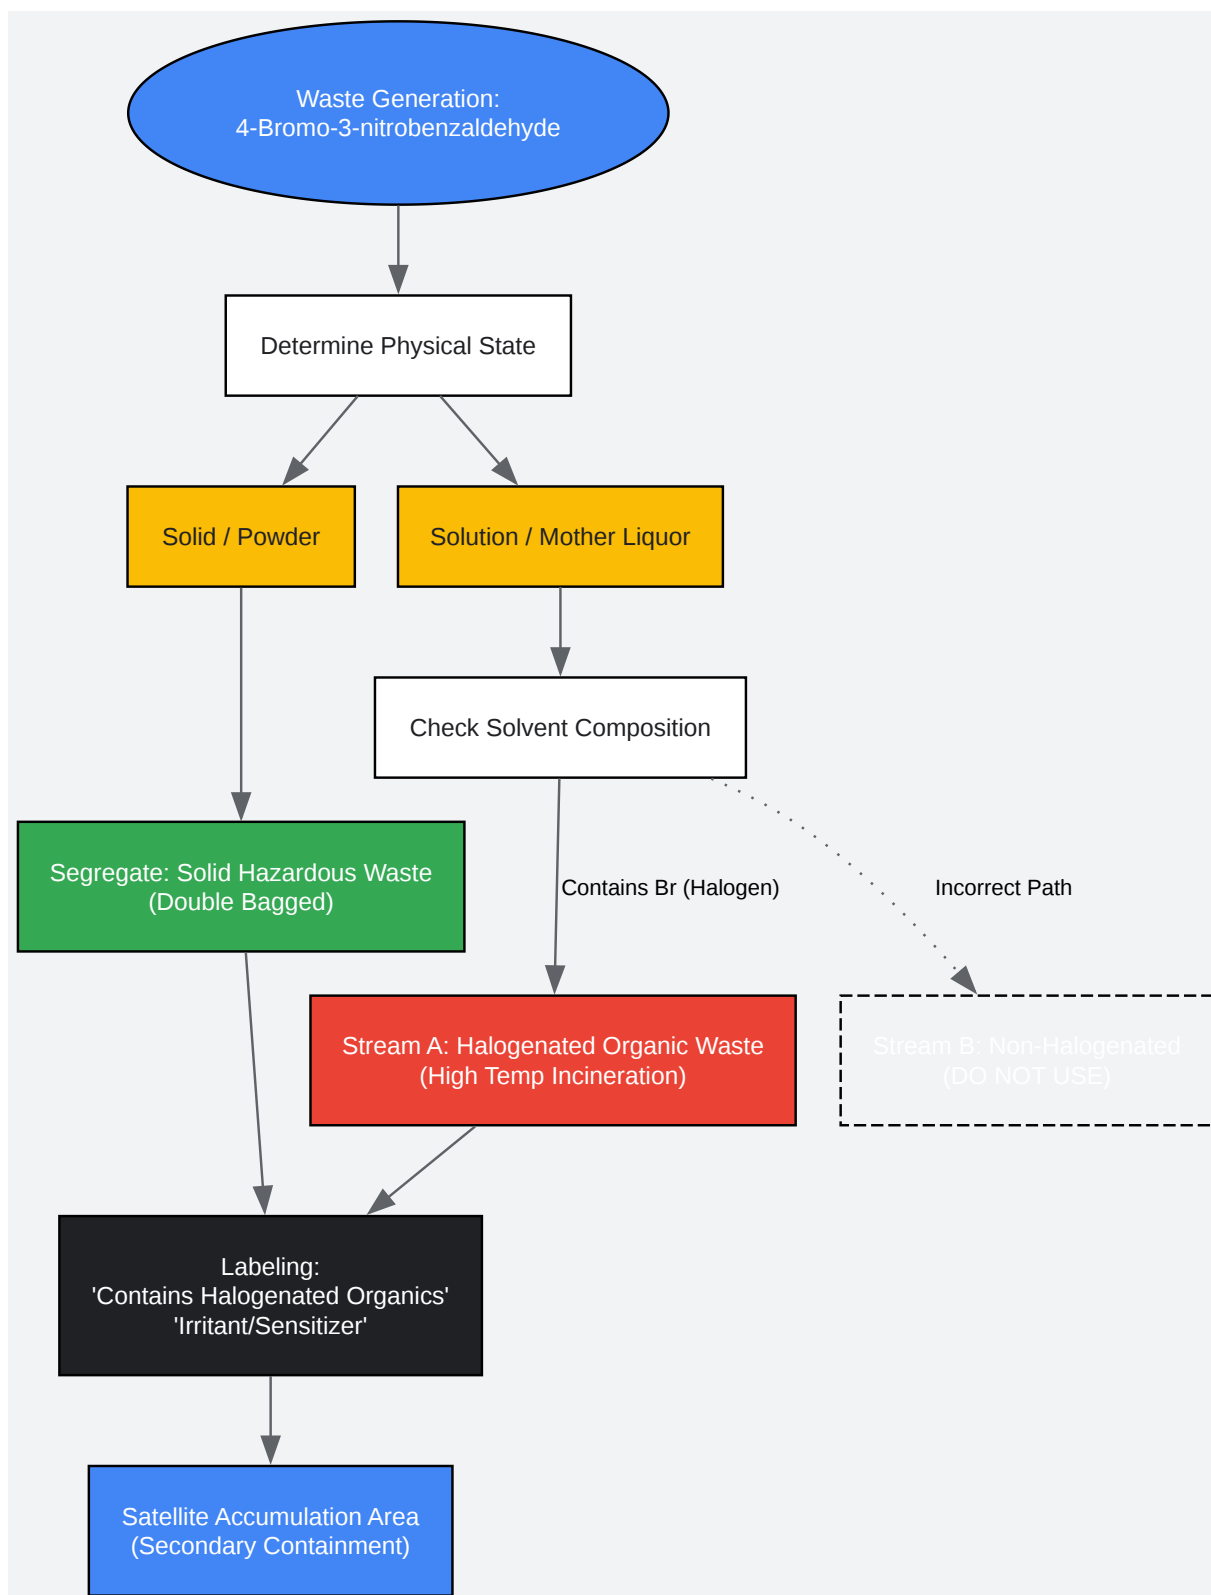 Waste Generation:
4-Bromo-3-nitrobenzaldehyde
Determine Physical State
Solid / Powder
Solution / Mother Liquor
Check Solvent Composition
Segregate: Solid Hazardous Waste
(Double Bagged)
Contains Br (Halogen)
Incorrect Path
Stream A: Halogenated Organic Waste
(High Temp Incineration)
Stream B: Non-Halogenated
(DO NOT USE)
Labeling:
'Contains Halogenated Organics'
'Irritant/Sensitizer'
Satellite Accumulation Area
(Secondary Containment)